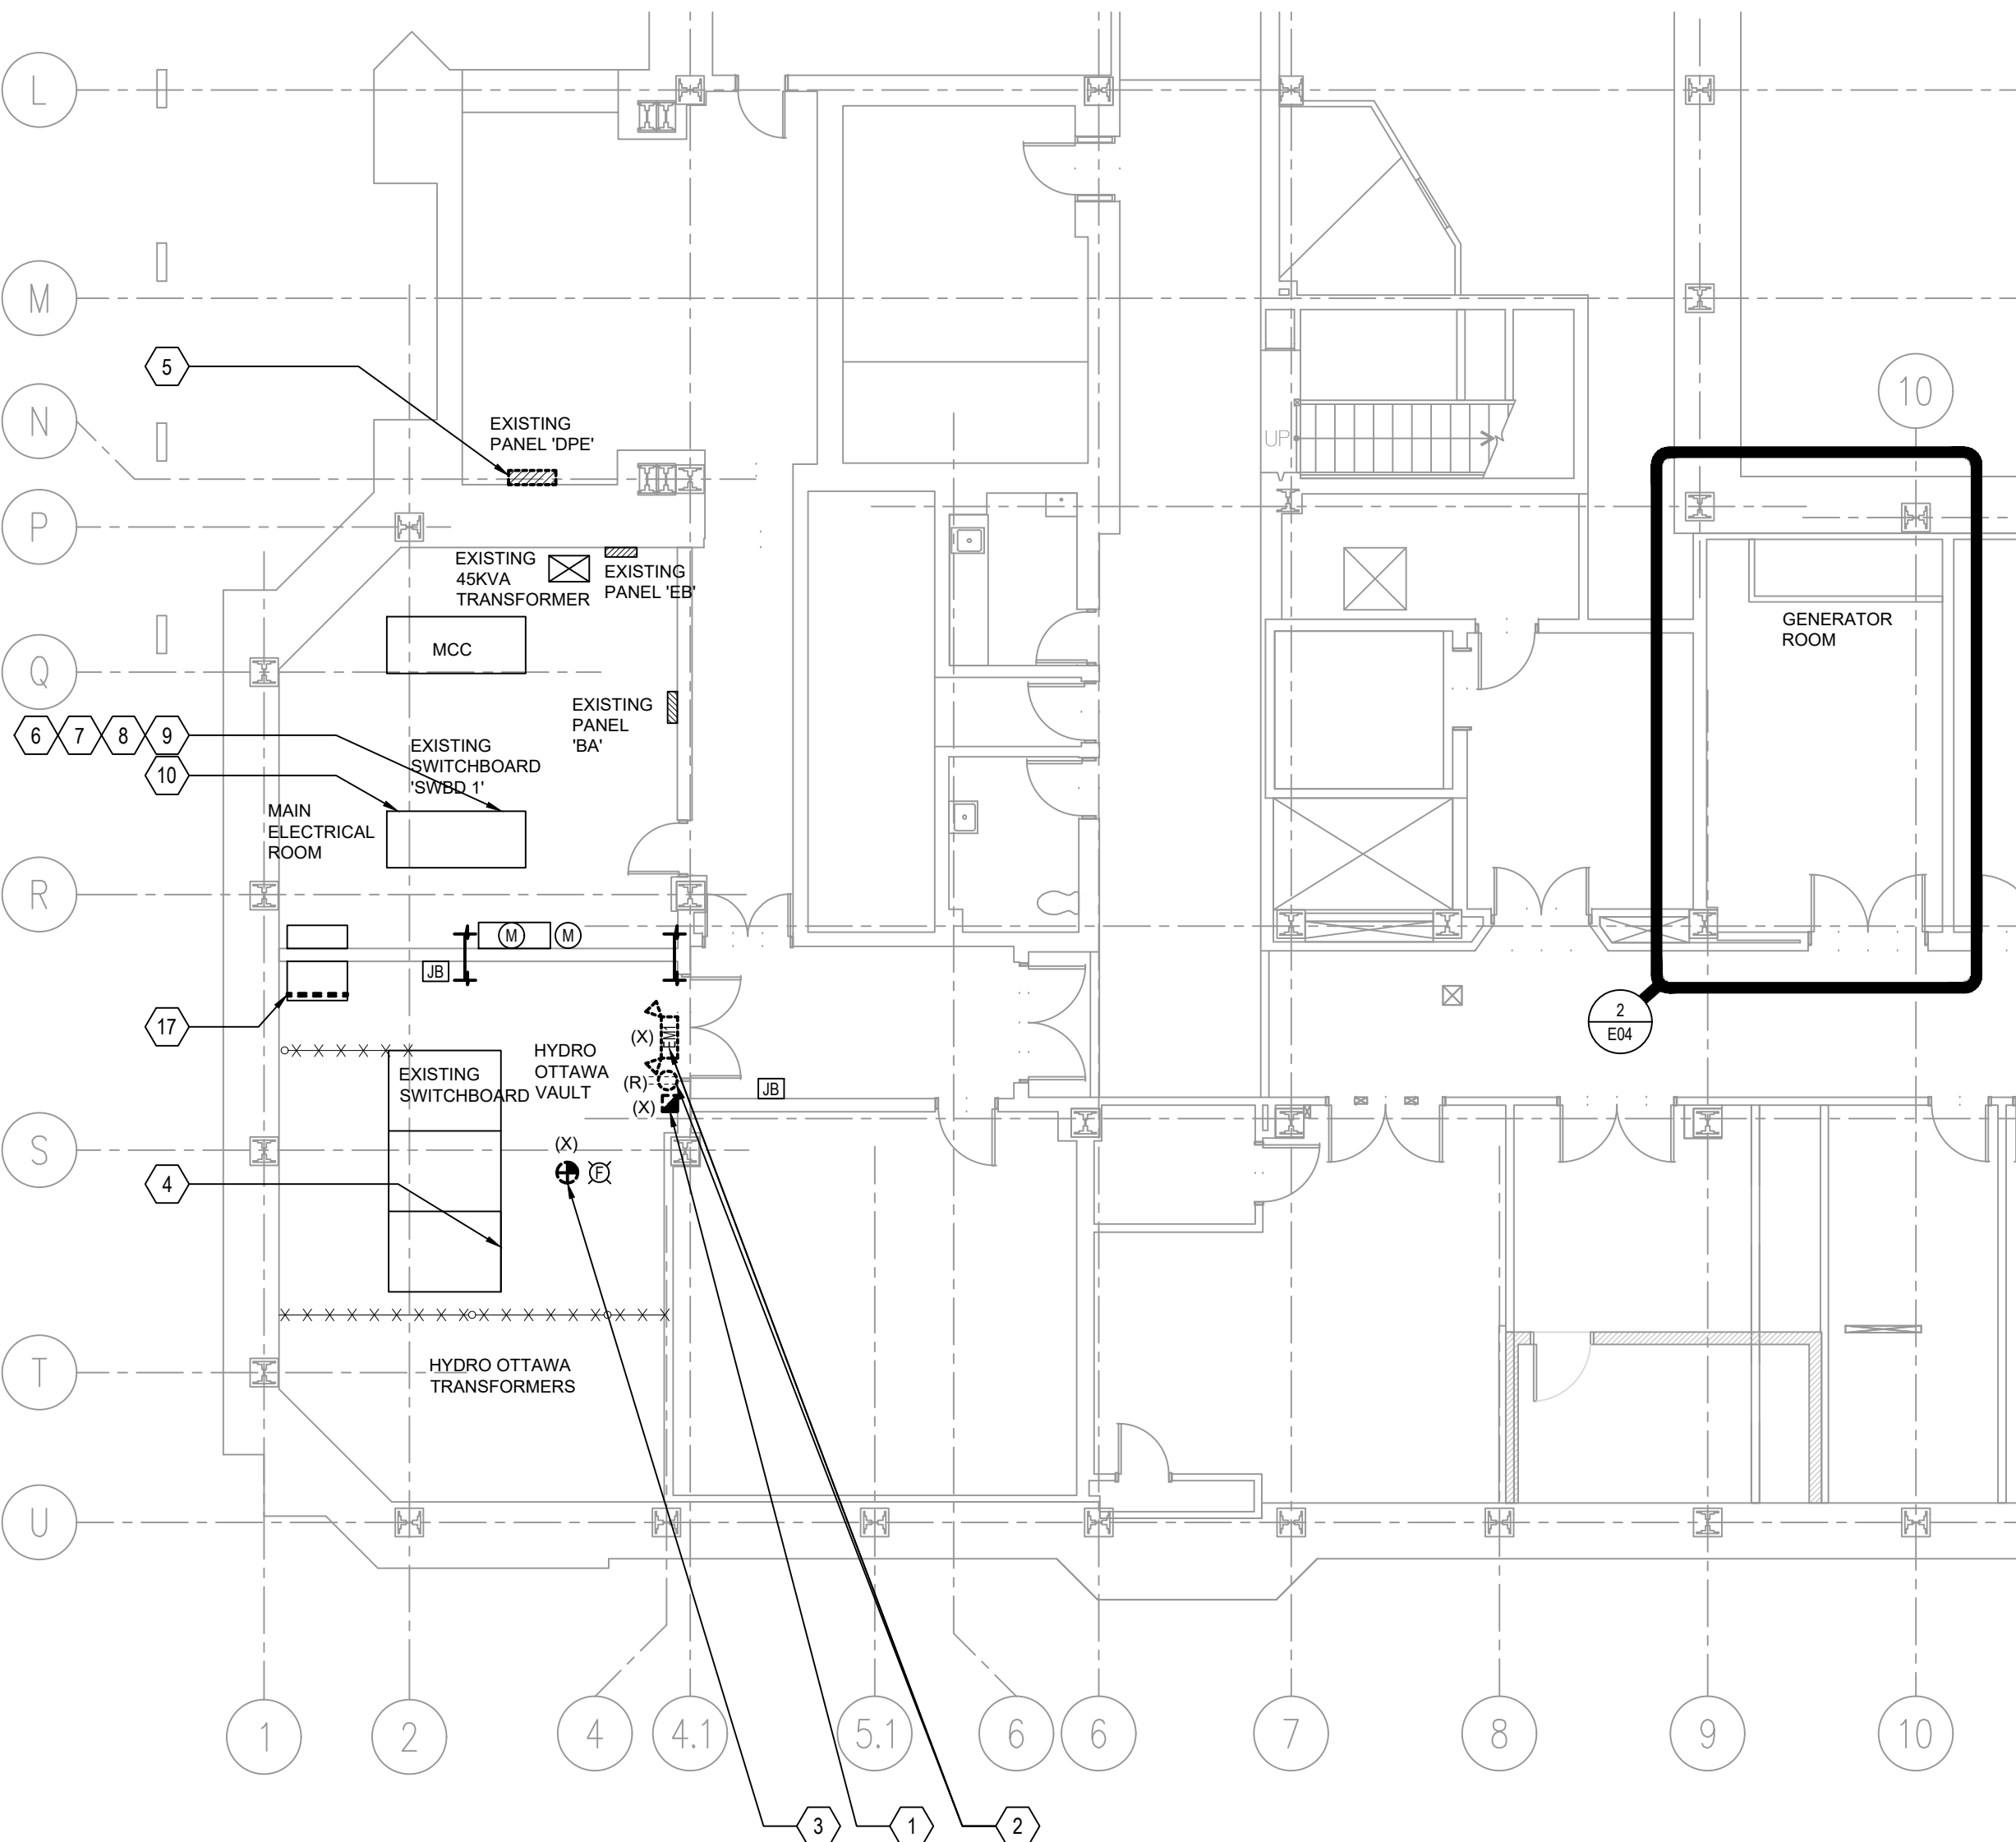 L
M
10
5
N
EXISTING
PANEL 'DPE'
UP
P
EXISTING
45KVA
TRANSFORMER
EXISTING
PANEL 'EB'
GENERATOR
ROOM
MCC
Q
EXISTING
PANEL
'BA'
6 7 8 9
10
EXISTING
SWITCHBOARD
'SWBD 1'
MAIN
ELECTRICAL
ROOM
R
M M
JB
17
2
E04
(X)
EM1
HYDRO
OTTAWA
VAULT
EXISTING
SWITCHBOARD
(R)
JB
(X)
S
(X)
F
4
T
HYDRO OTTAWA
TRANSFORMERS
U
1 2 4 4.1 5.1 6 6 7 8 9 10
3 1 2